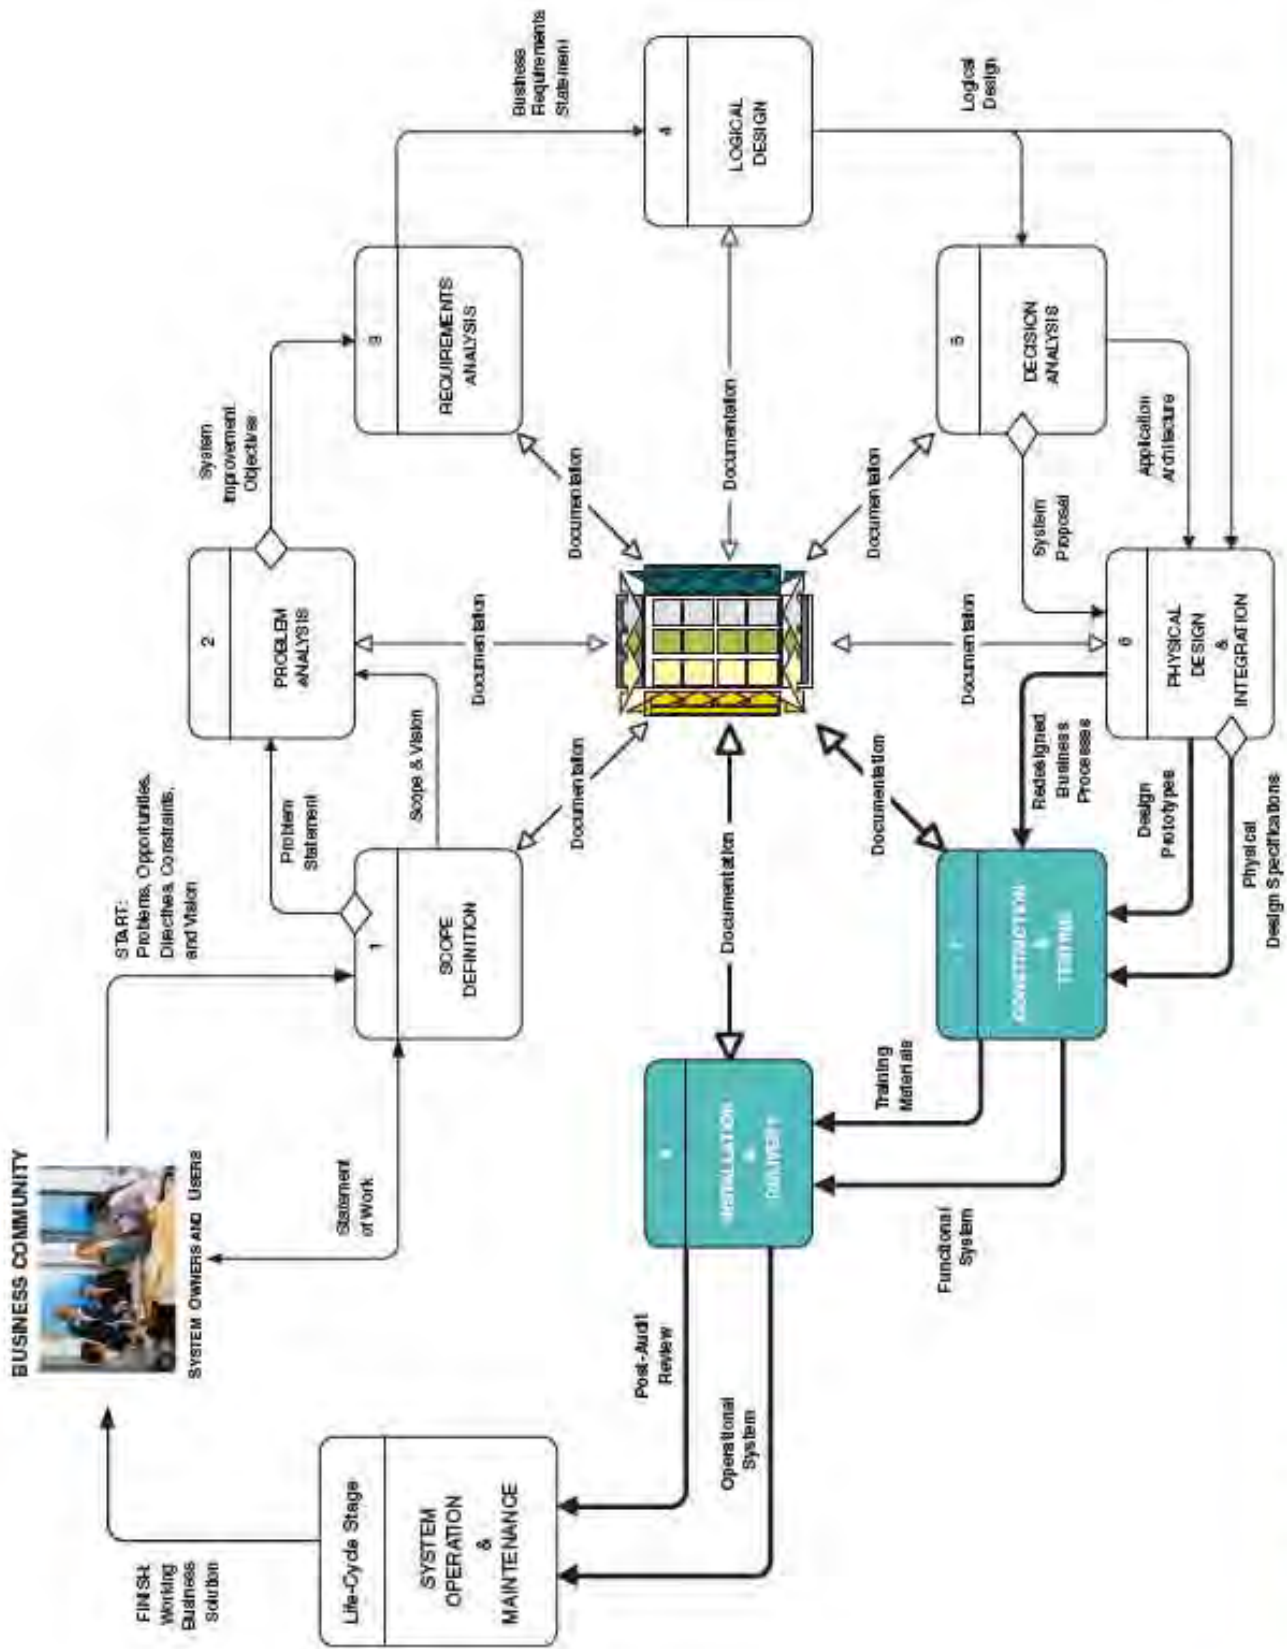 BUSINESS COMMUNITY
SYSTEM OWNERS AND USERS
START:
Problems, Opportunities,
Directives, Constraints,
and Vision
FINISH:
Working
Business
Solution
Statement
of Work
1
SCOPE
DEFINITION
Problem
Statement
Scope & Vision
2
PROBLEM
ANALYSIS
System
Improvement
Objectives
3
REQUIREMENTS
ANALYSIS
Business
Requirements
Statement
4
LOGICAL
DESIGN
Logical
Design
5
DECISION
ANALYSIS
System
Proposal
Application
Architecture
6
PHYSICAL
DESIGN
&
INTEGRATION
Redesigned
Business
Processes
Design
Prototypes
Physical
Design Specifications
7
CONSTRUCTION
&
TESTING
Training
Materials
Functional
System
8
INSTALLATION
&
DELIVERY
Post-Audit
Review
Operational
System
Life-Cycle Stage
SYSTEM
OPERATION
&
MAINTENANCE
Documentation
Documentation
Documentation
Documentation
Documentation
Documentation
Documentation
Documentation